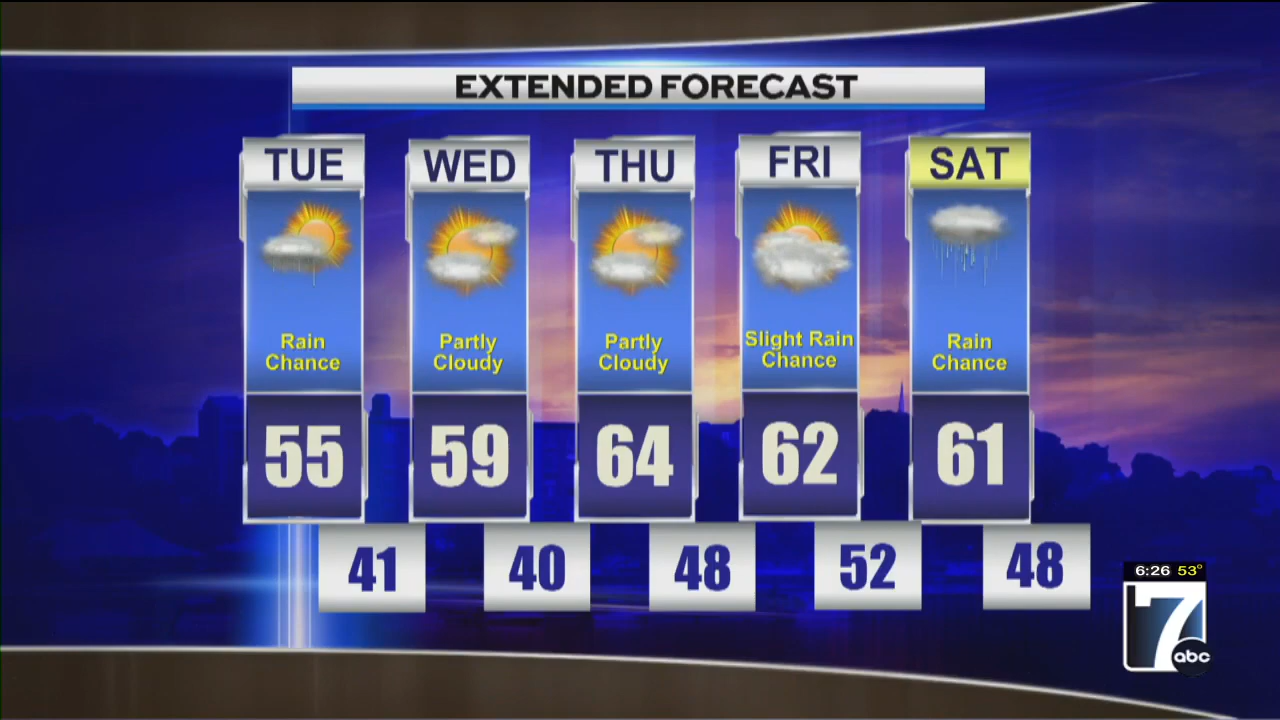 EXTENDED FORECAST
TUE WED THU FRI SAT
Rain Chance
Partly Cloudy
Partly Cloudy
Slight Rain Chance
Rain Chance
55 59 64 62 61
41 40 48 52 48
6:26 53°
7
abc